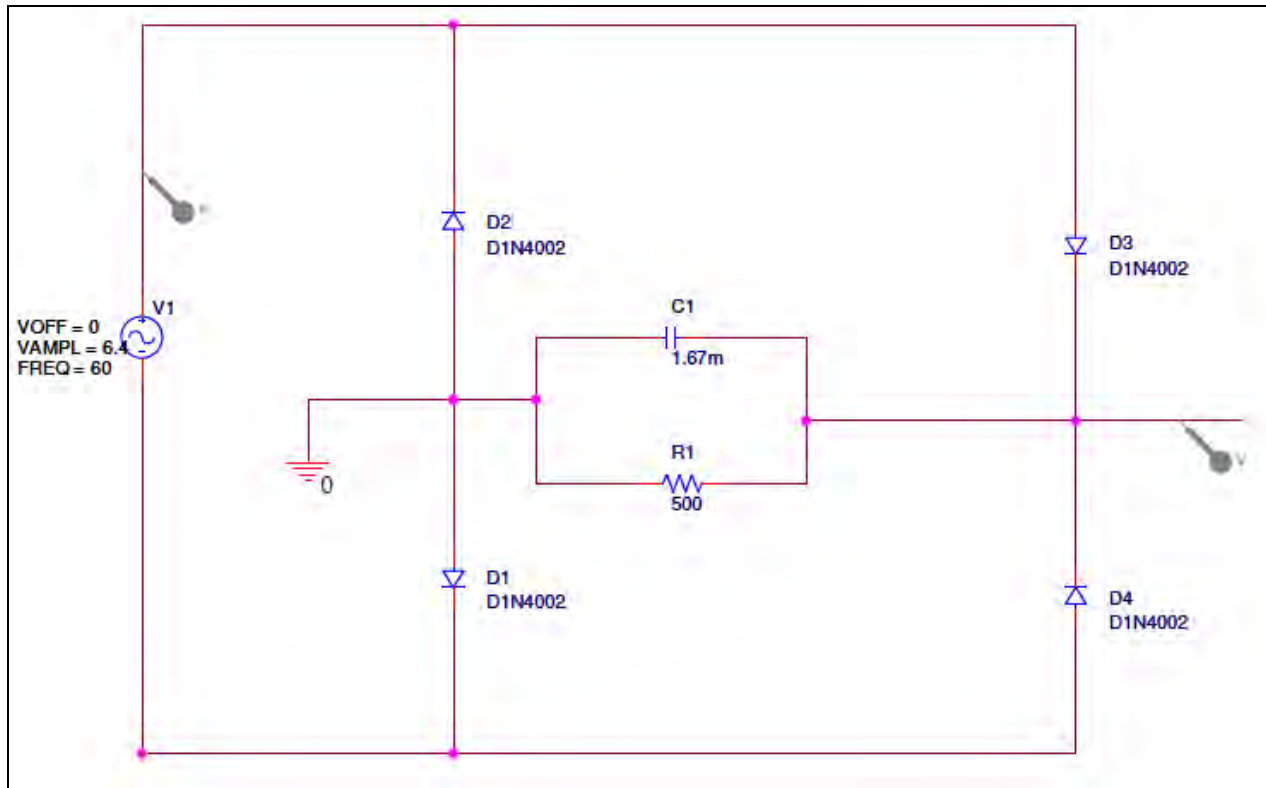 V1
VOFF = 0
VAMPL = 6.4
FREQ = 60
D2
D1N4002
D3
D1N4002
C1
1.67m
0
R1
500
D1
D1N4002
D4
D1N4002
V